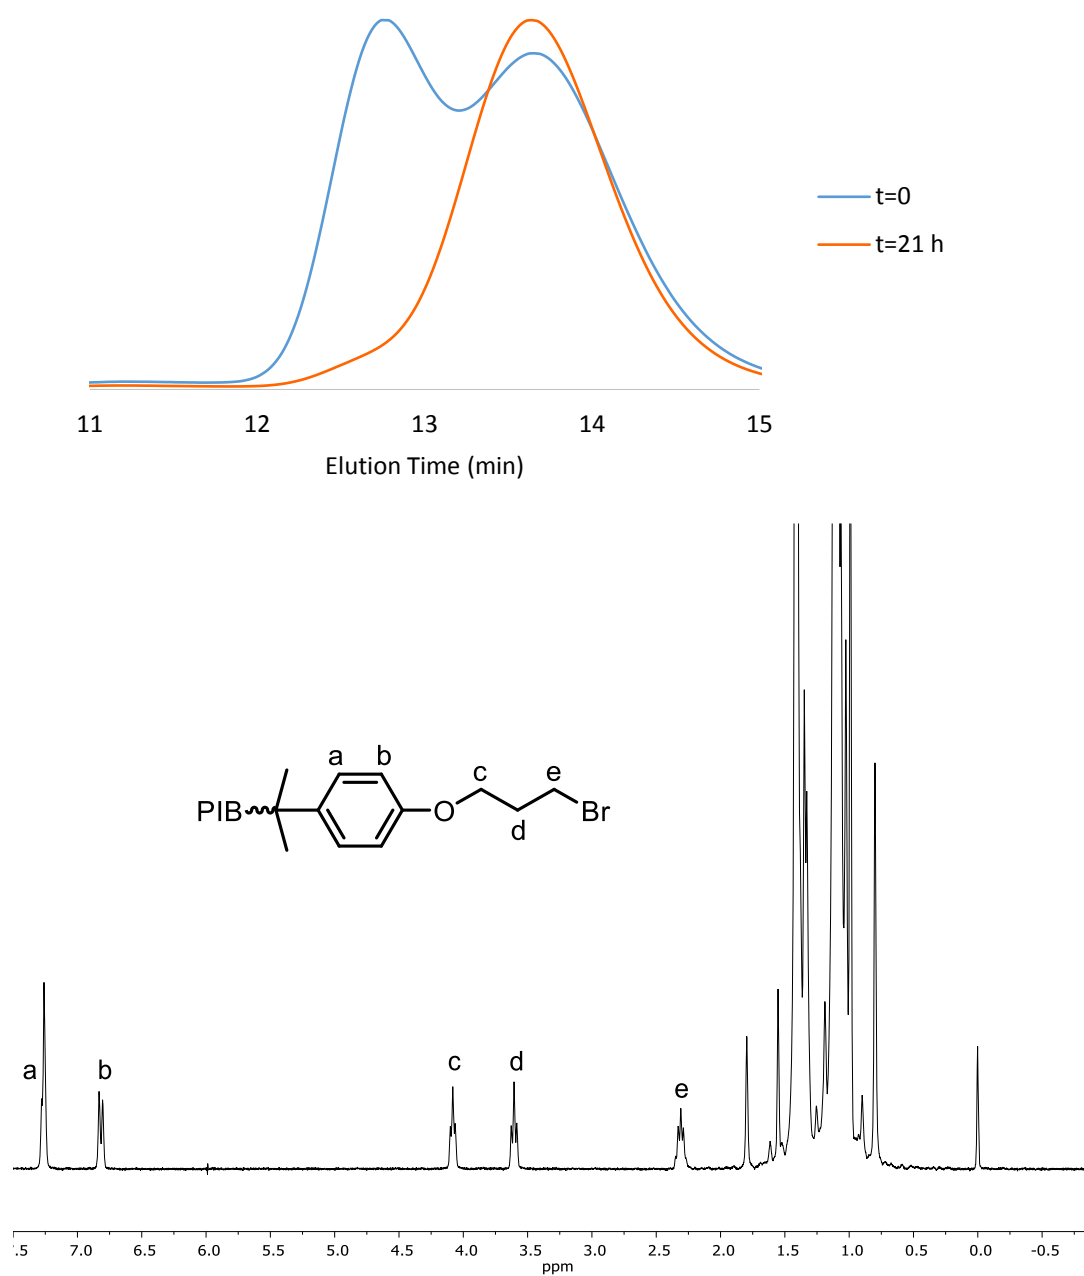 t=0
t=21 h
11 12 13 14 15
Elution Time (min)
a b c e
PIB O Br
d
a b c d e
.5 7.0 6.5 6.0 5.5 5.0 4.5 4.0 3.5 3.0 2.5 2.0 1.5 1.0 0.5 0.0 -0.5
ppm